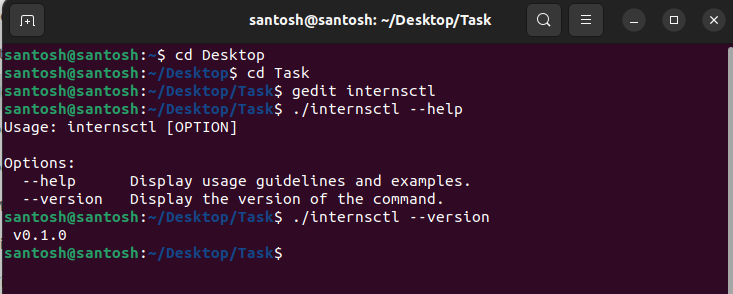 santosh@santosh: ~/Desktop/Task
santosh@santosh:~$ cd Desktop
santosh@santosh:~/Desktop$ cd Task
santosh@santosh:~/Desktop/Task$ gedit internsctl
santosh@santosh:~/Desktop/Task$ ./internsctl --help
Usage: internsctl [OPTION]

Options:
  --help      Display usage guidelines and examples.
  --version   Display the version of the command.
santosh@santosh:~/Desktop/Task$ ./internsctl --version
 v0.1.0
santosh@santosh:~/Desktop/Task$